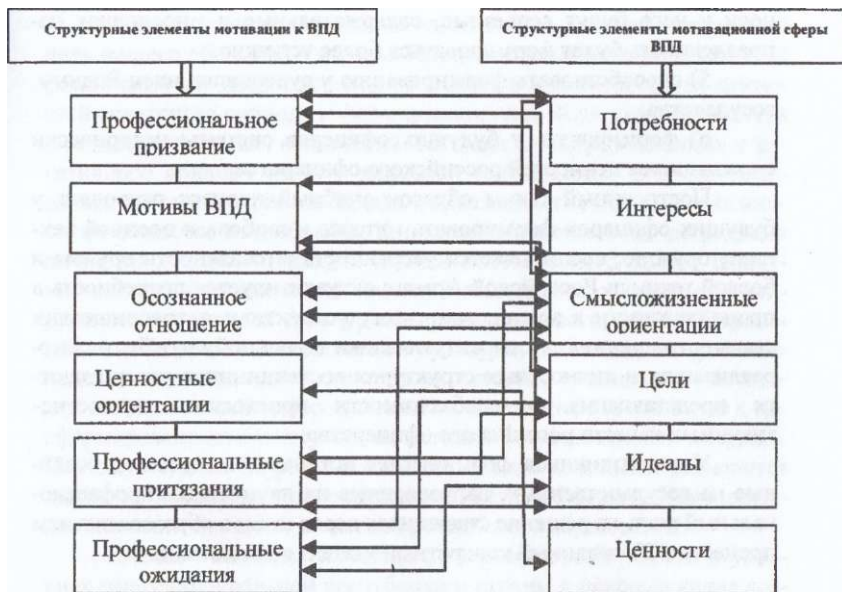 Структурные элементы мотивации к ВПД
Структурные элементы мотивационной сферы
ВПД
Профессиональное
призвание
Мотивы ВПД
Осознанное
отношение
Ценностные
ориентации
Профессиональные
притязания
Профессиональные
ожидания
Потребности
Интересы
Смысложизненные
ориентации
Цели
Идеалы
Ценности